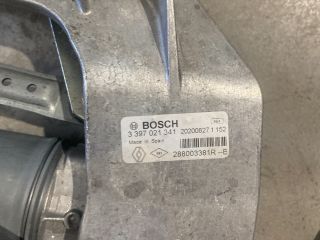 BOSCH
3 397 021 341 20200827 1 152
Made in Spain
288003381R--E